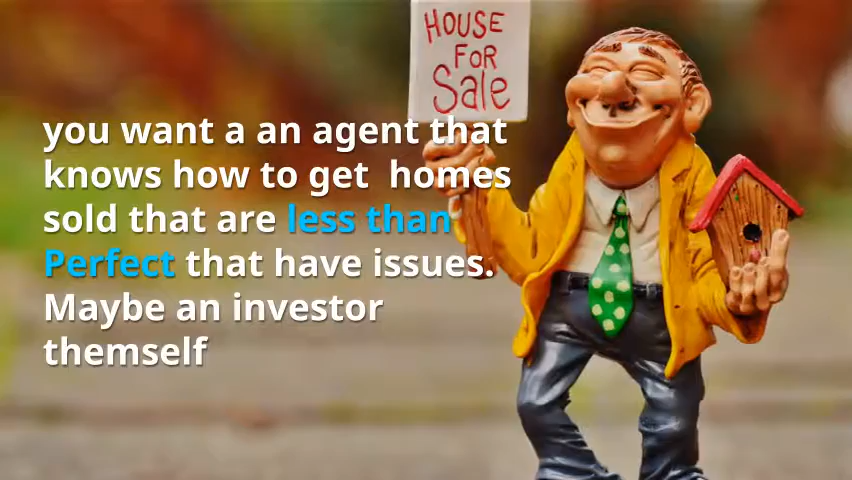 HOUSE
FOR
Sale
you want a an agent that
knows how to get  homes
sold that are less than
Perfect that have issues.
Maybe an investor
themself